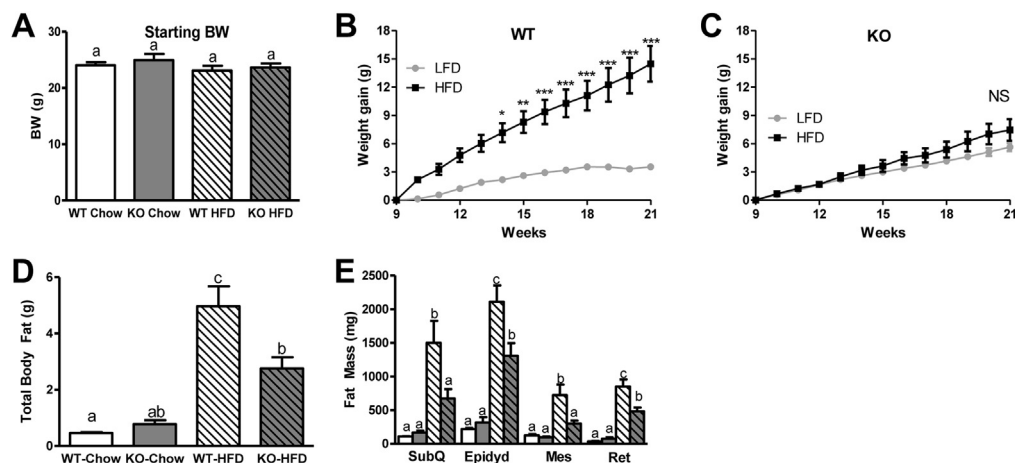 A
Starting BW
BW (g)
30
20
10
0
a
a
a
a
WT Chow
KO Chow
WT HFD
KO HFD
B
WT
Weight gain (g)
18
15
12
9
6
3
0
LFD
HFD
*
**
***
***
***
***
***
***
9
12
15
18
21
Weeks
C
KO
Weight gain (g)
18
15
12
9
6
3
0
LFD
HFD
NS
9
12
15
18
21
Weeks
D
Total Body Fat (g)
6
4
2
0
a
ab
c
b
WT-Chow
KO-Chow
WT-HFD
KO-HFD
E
Fat Mass (mg)
2500
2000
1500
1000
500
0
a
a
b
a
a
a
c
b
a
a
b
a
a
a
c
b
SubQ
Epidyd
Mes
Ret